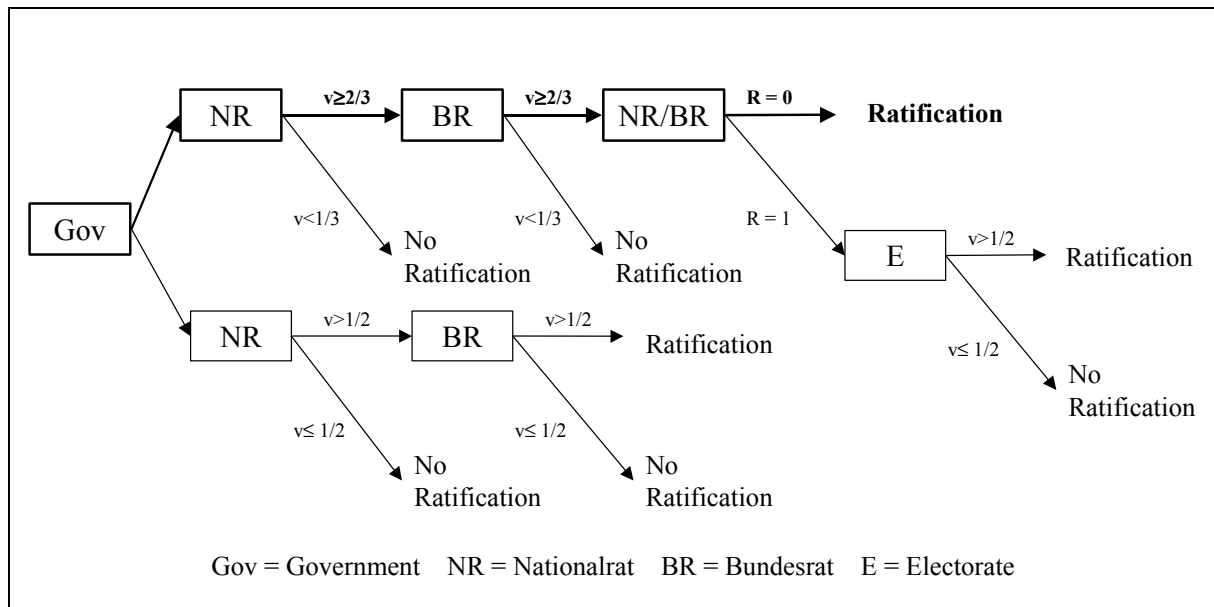 v≥2/3
v≥2/3
R = 0
NR
BR
NR/BR
Ratification
v<1/3
v<1/3
R = 1
Gov
No
Ratification
No
Ratification
E
v>1/2
Ratification
v≤ 1/2
No
Ratification
NR
v>1/2
BR
v>1/2
Ratification
v≤ 1/2
v≤ 1/2
No
Ratification
No
Ratification
Gov = Government NR = Nationalrat BR = Bundesrat E = Electorate